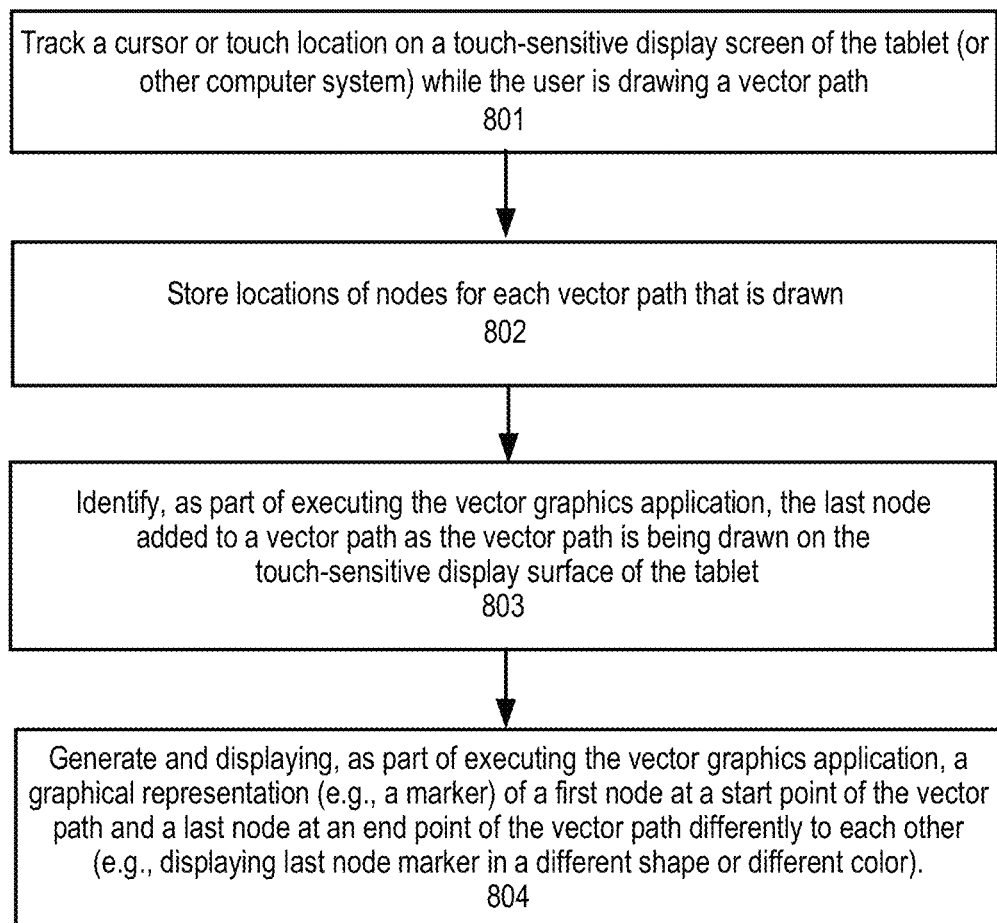 Track a cursor or touch location on a touch-sensitive display screen of the tablet (or
other computer system) while the user is drawing a vector path
801
Store locations of nodes for each vector path that is drawn
802
Identify, as part of executing the vector graphics application, the last node
added to a vector path as the vector path is being drawn on the
touch-sensitive display surface of the tablet
803
Generate and displaying, as part of executing the vector graphics application, a
graphical representation (e.g., a marker) of a first node at a start point of the vector
path and a last node at an end point of the vector path differently to each other
(e.g., displaying last node marker in a different shape or different color).
804